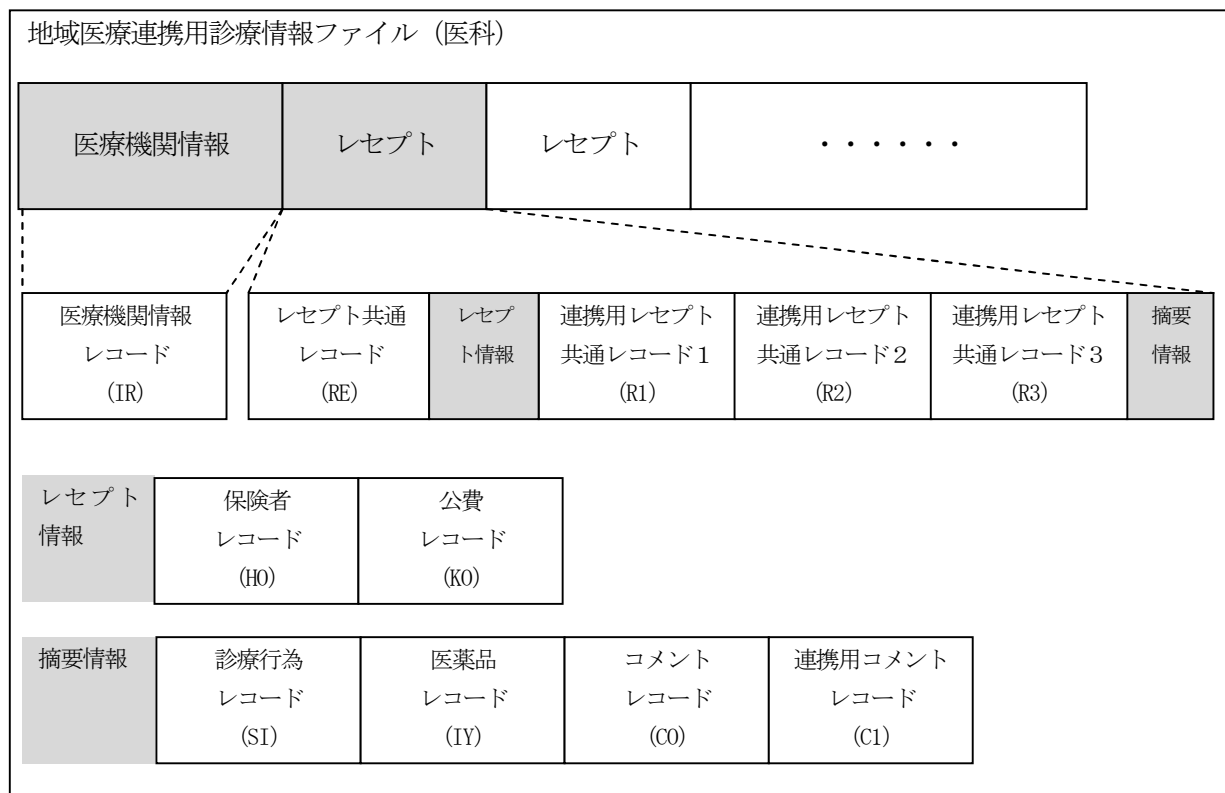 地域医療連携用診療情報ファイル（医科）
医療機関情報
レセプト
レセプト
・・・・・・
医療機関情報
レコード
(IR)
レセプト共通
レコード
(RE)
レセプ
ト情報
連携用レセプト
共通レコード１
(R1)
連携用レセプト
共通レコード２
(R2)
連携用レセプト
共通レコード３
(R3)
摘要
情報
レセプト
情報
保険者
レコード
(HO)
公費
レコード
(KO)
摘要情報
診療行為
レコード
(SI)
医薬品
レコード
(IY)
コメント
レコード
(CO)
連携用コメント
レコード
(C1)